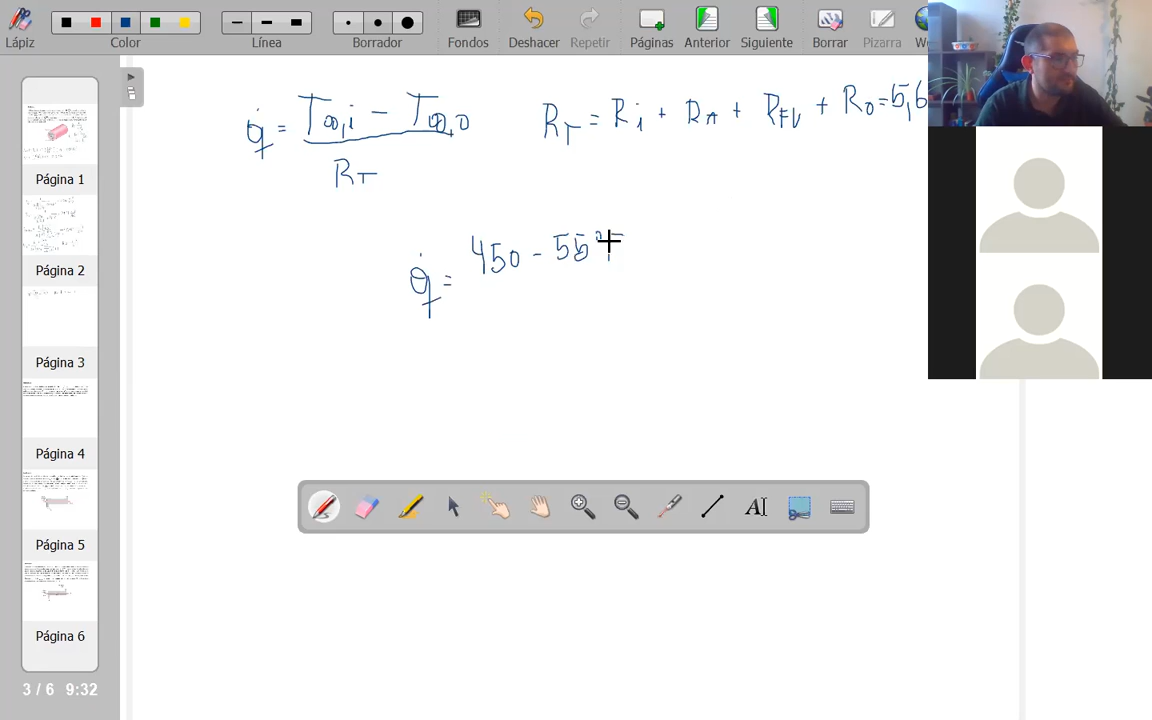 Lápiz
Color
Línea
Borrador
Fondos
Deshacer
Repetir
Páginas
Anterior
Siguiente
Borrar
Pizarra
W
q̇ = T∞,i - T∞,o / RT
RT = Ri + RA + RFV + Ro = 5,6
q̇ = 450 - 55 °F
Página 1
Página 2
Página 3
Página 4
Página 5
Página 6
3 / 6 9:32